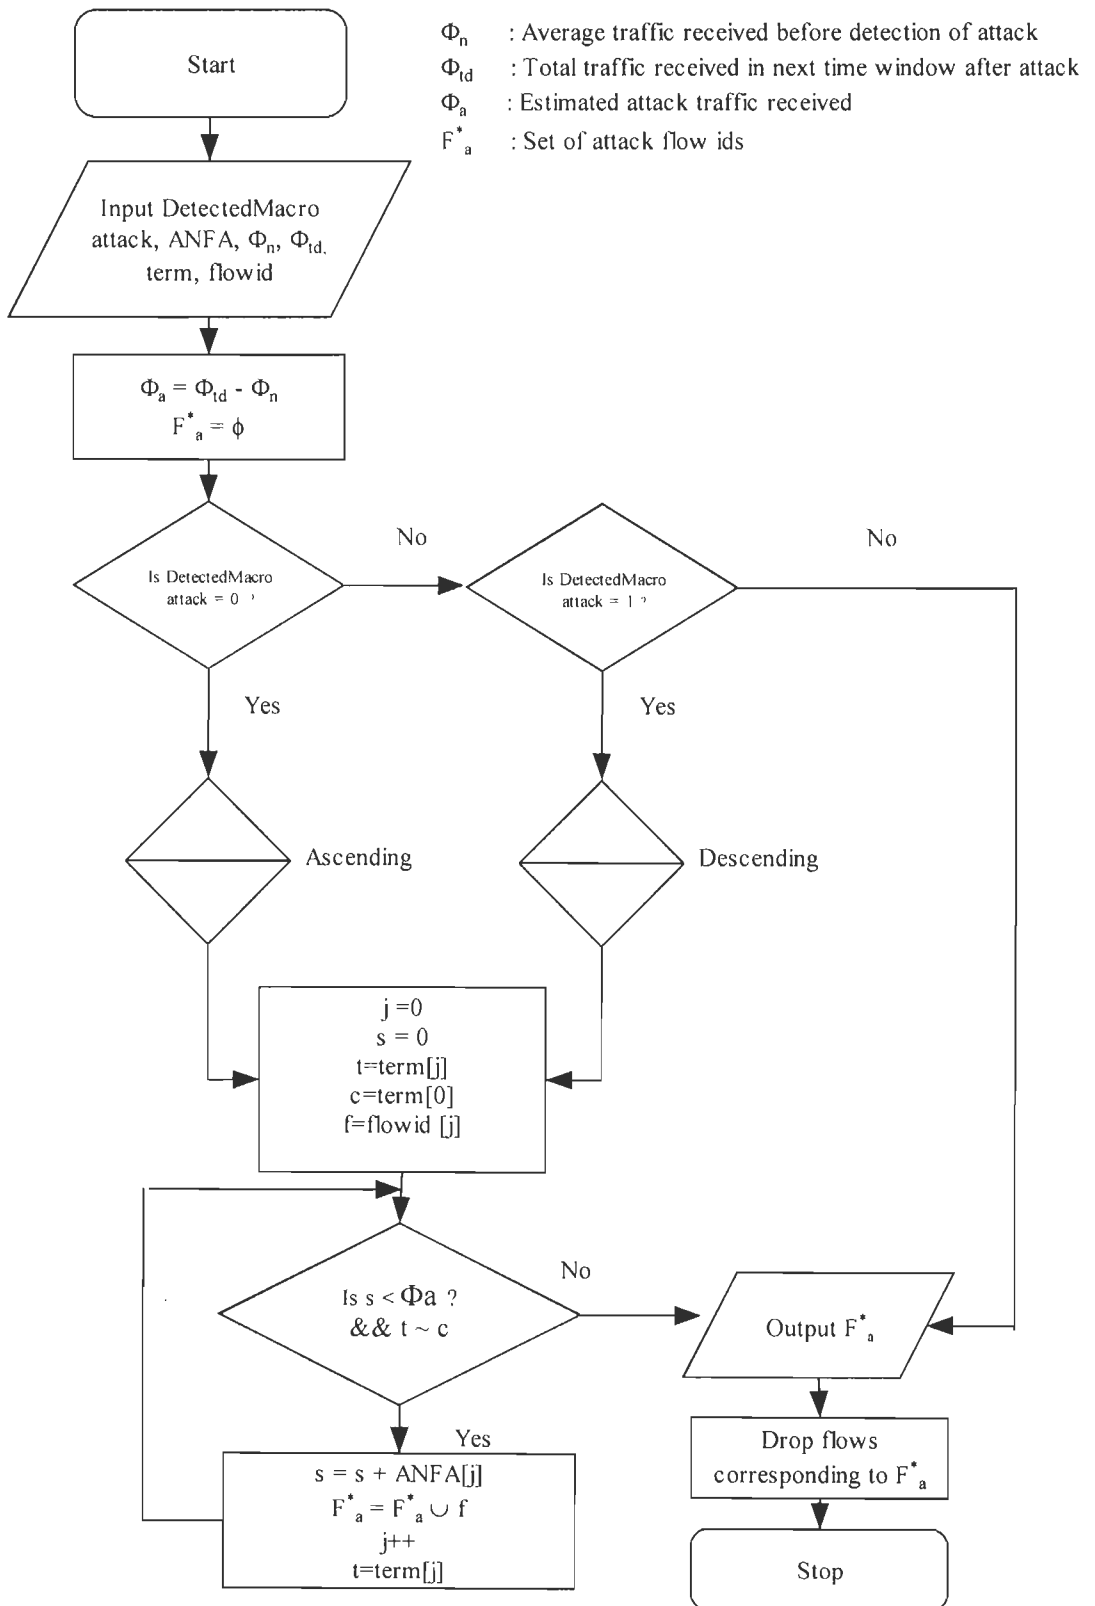 Start
Φn : Average traffic received before detection of attack
Φtd : Total traffic received in next time window after attack
Φa : Estimated attack traffic received
F*a : Set of attack flow ids
Input DetectedMacro
attack, ANFA, Φn, Φtd,
term, flowid
Φa = Φtd - Φn
F*a = ϕ
Is DetectedMacro
attack = 0 ?
No
Is DetectedMacro
attack = 1 ?
No
Yes
Yes
Ascending
Descending
j =0
s = 0
t=term[j]
c=term[0]
f=flowid [j]
Is s < Φa ?
&& t ~ c
No
Output F*a
Yes
s = s + ANFA[j]
F*a = F*a ∪ f
j++
t=term[j]
Drop flows
corresponding to F*a
Stop